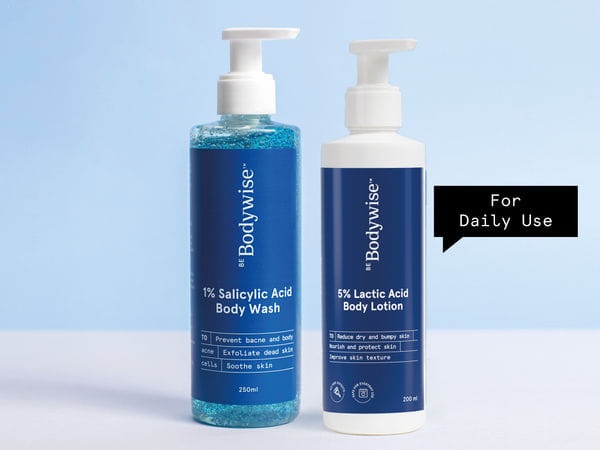 BE Bodywise™
1% Salicylic Acid
Body Wash
TO Prevent bacne and body
acne Exfoliate dead skin
cells Soothe skin
250ml
BE Bodywise™
5% Lactic Acid
Body Lotion
TO Reduce dry and bumpy skin
Nourish and protect skin
Improve skin texture
200 ml
For
Daily Use